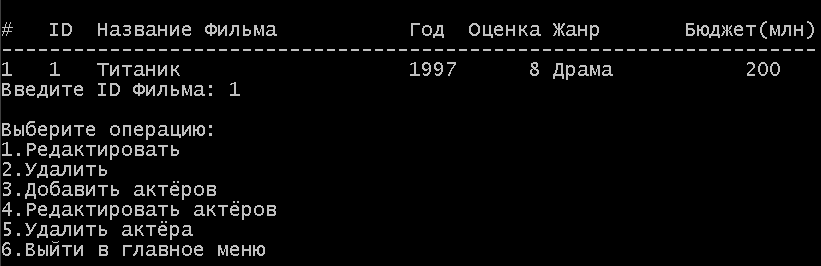 #   ID  Название Фильма           Год  Оценка Жанр       Бюджет(млн)
--------------------------------------------------------------------
1   1   Титаник                   1997      8 Драма           200
Введите ID Фильма: 1
Выберите операцию:
1.Редактировать
2.Удалить
3.Добавить актёров
4.Редактировать актёров
5.Удалить актёра
6.Выйти в главное меню